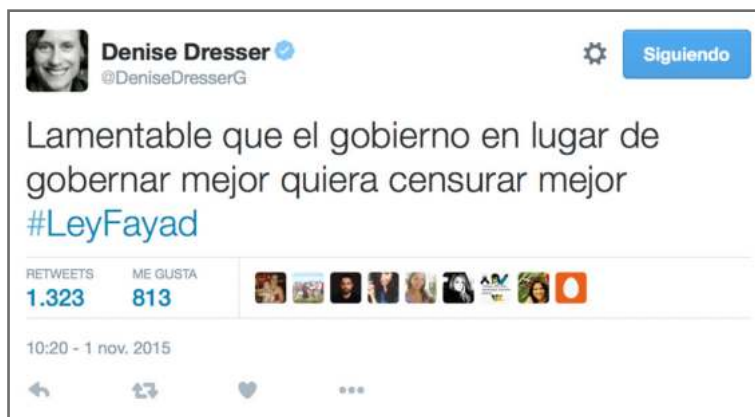 Denise Dresser
@DeniseDresserG
Siguiendo
Lamentable que el gobierno en lugar de
gobernar mejor quiera censurar mejor
#LeyFayad
RETWEETS ME GUSTA
1.323 813
10:20 - 1 nov. 2015